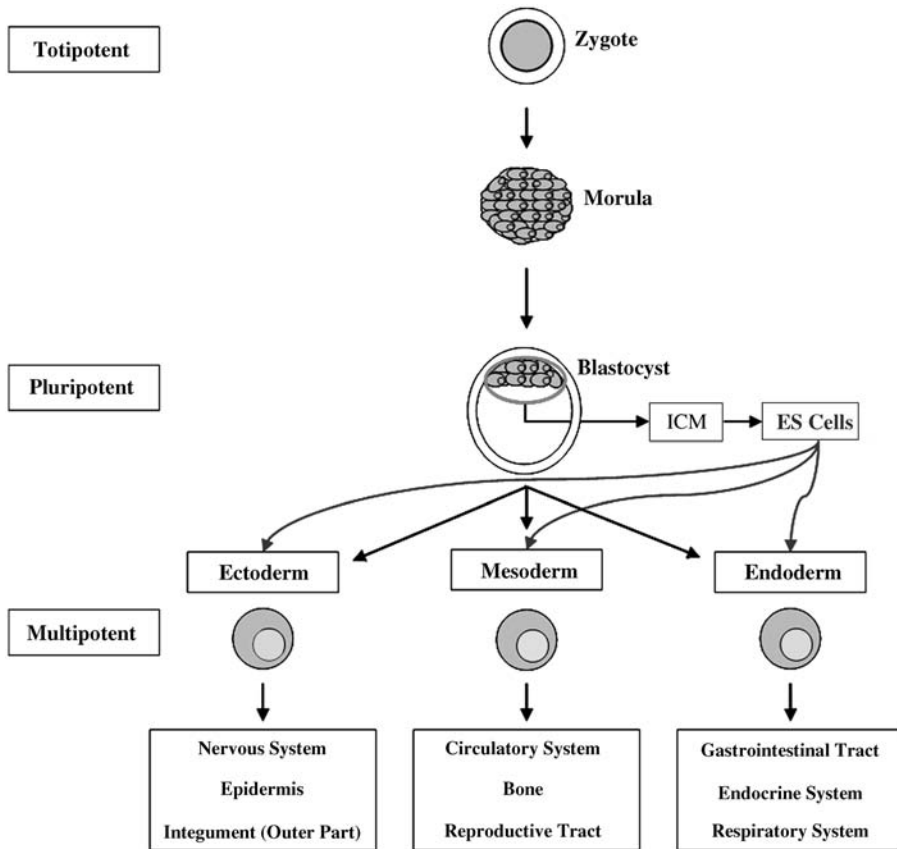 Totipotent
Zygote
Morula
Pluripotent
Blastocyst
ICM
ES Cells
Ectoderm
Mesoderm
Endoderm
Multipotent
Nervous System
Epidermis
Integument (Outer Part)
Circulatory System
Bone
Reproductive Tract
Gastrointestinal Tract
Endocrine System
Respiratory System